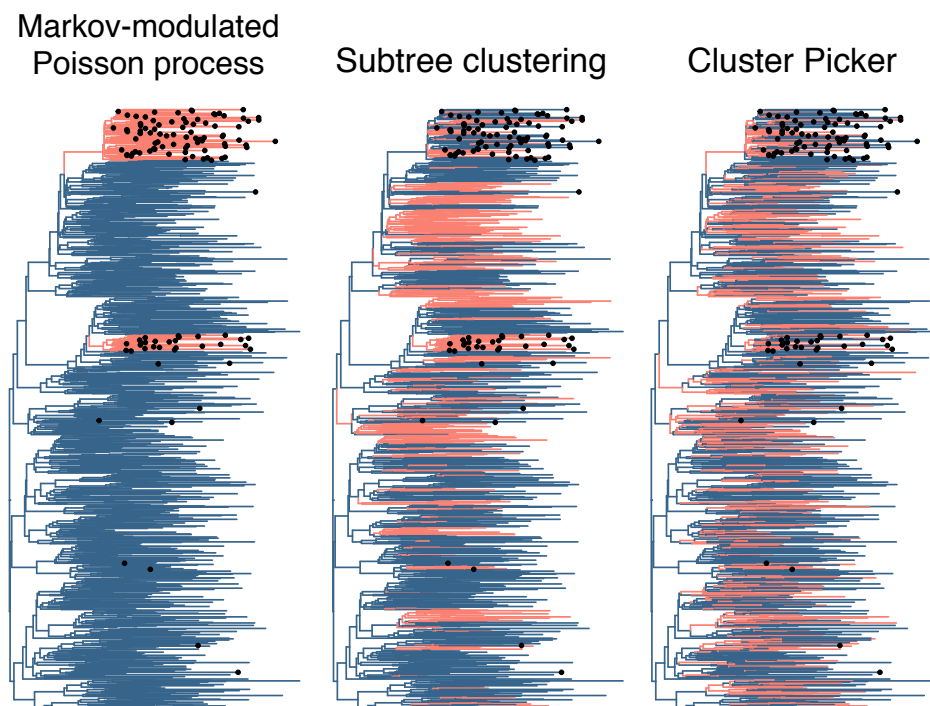 Markov-modulated
Poisson process
Subtree clustering
Cluster Picker